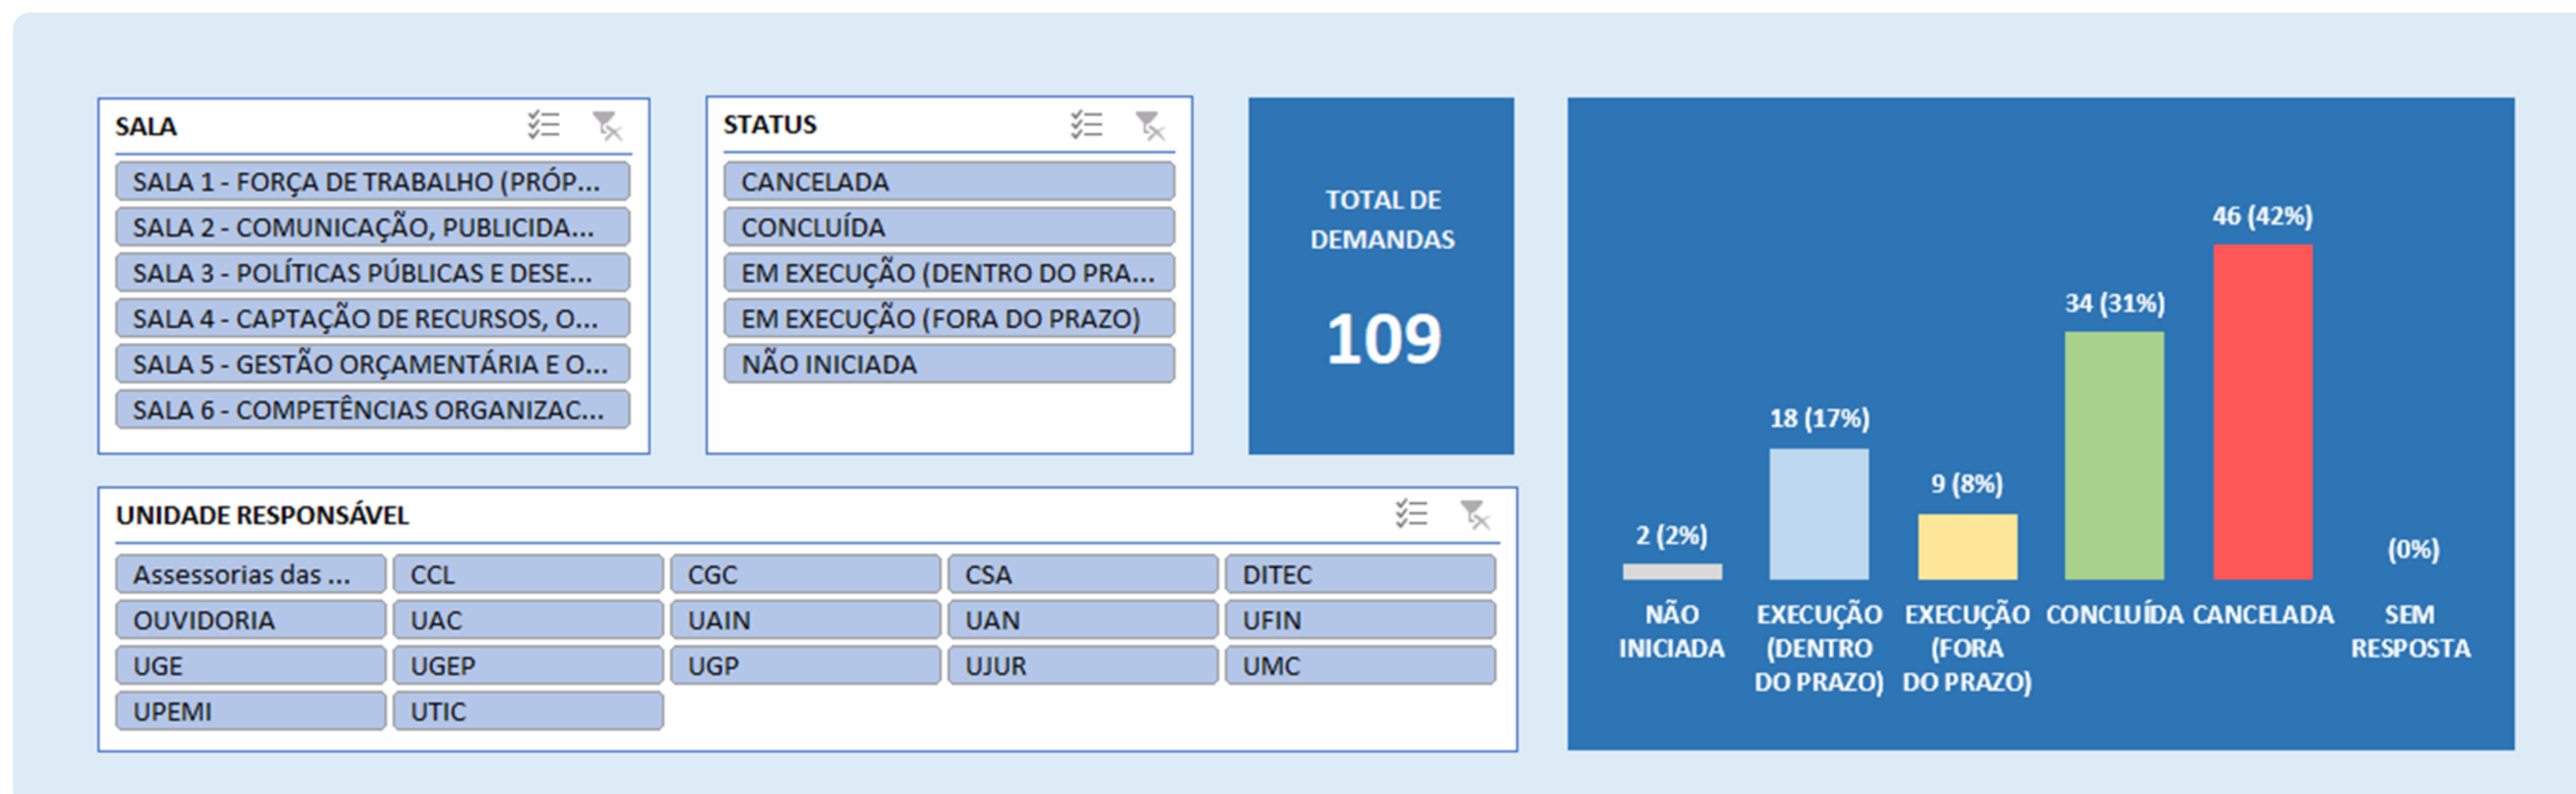 SALA
SALA 1 - FORÇA DE TRABALHO (PRÓP...
SALA 2 - COMUNICAÇÃO, PUBLICIDA...
SALA 3 - POLÍTICAS PÚBLICAS E DESE...
SALA 4 - CAPTAÇÃO DE RECURSOS, O...
SALA 5 - GESTÃO ORÇAMENTÁRIA E O...
SALA 6 - COMPETÊNCIAS ORGANIZAC...
STATUS
CANCELADA
CONCLUÍDA
EM EXECUÇÃO (DENTRO DO PRA...
EM EXECUÇÃO (FORA DO PRAZO)
NÃO INICIADA
TOTAL DE
DEMANDAS
109
UNIDADE RESPONSÁVEL
Assessorias das ... CCL CGC CSA DITEC
OUVIDORIA UAC UAIN UAN UFIN
UGE UGEP UGP UJUR UMC
UPEMI UTIC
46 (42%)
34 (31%)
18 (17%)
9 (8%)
2 (2%)
(0%)
NÃO
INICIADA
EXECUÇÃO
(DENTRO
DO PRAZO)
EXECUÇÃO
(FORA
DO PRAZO)
CONCLUÍDA
CANCELADA
SEM
RESPOSTA